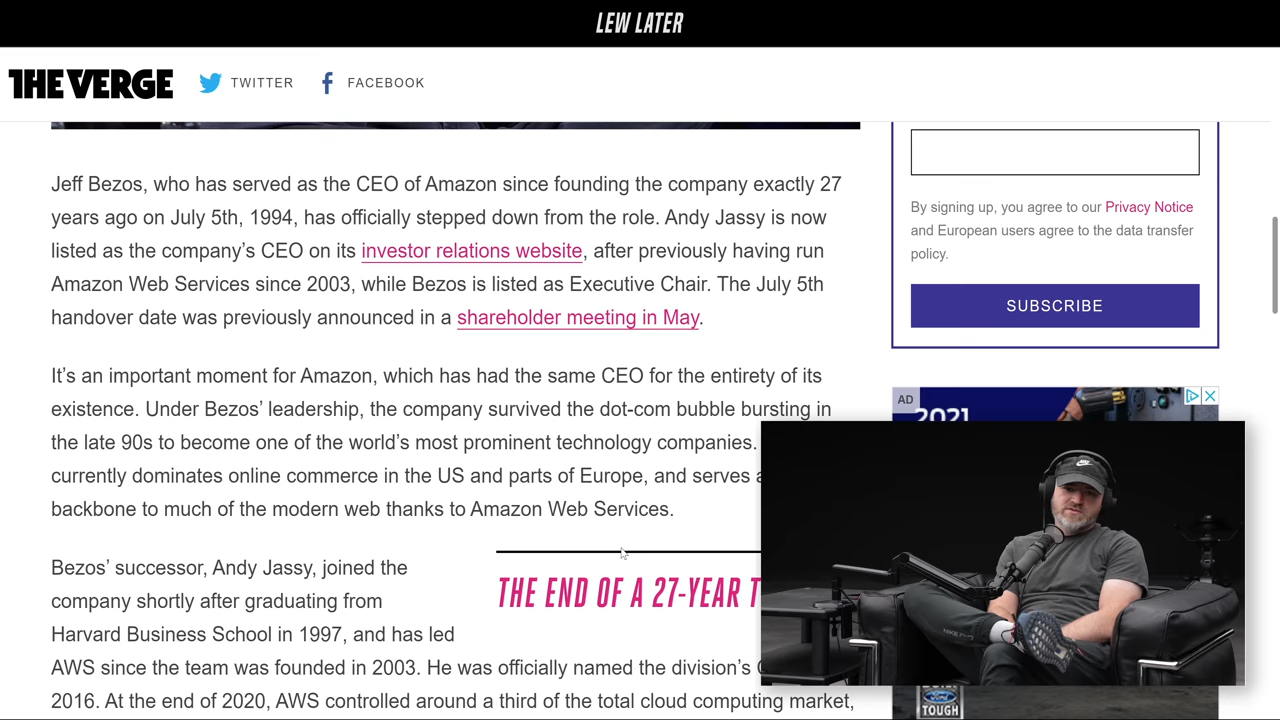 LEW LATER
THE VERGE
TWITTER
FACEBOOK
Jeff Bezos, who has served as the CEO of Amazon since founding the company exactly 27
years ago on July 5th, 1994, has officially stepped down from the role. Andy Jassy is now
listed as the company’s CEO on its investor relations website, after previously having run
Amazon Web Services since 2003, while Bezos is listed as Executive Chair. The July 5th
handover date was previously announced in a shareholder meeting in May.
It’s an important moment for Amazon, which has had the same CEO for the entirety of its
existence. Under Bezos’ leadership, the company survived the dot-com bubble bursting in
the late 90s to become one of the world’s most prominent technology companies.
currently dominates online commerce in the US and parts of Europe, and serves
backbone to much of the modern web thanks to Amazon Web Services.
Bezos’ successor, Andy Jassy, joined the
company shortly after graduating from
Harvard Business School in 1997, and has led
AWS since the team was founded in 2003. He was officially named the division’s
2016. At the end of 2020, AWS controlled around a third of the total cloud computing market,
THE END OF A 27-YEAR
By signing up, you agree to our Privacy Notice
and European users agree to the data transfer
policy.
SUBSCRIBE
AD
2021
Ford
TOUGH